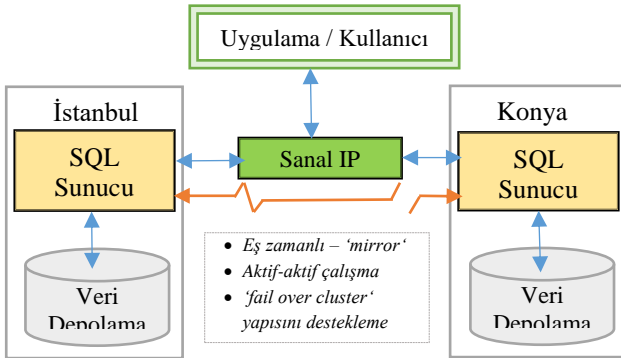 Uygulama / Kullanıcı
İstanbul
Konya
SQL
Sunucu
Sanal IP
SQL
Sunucu
• Eş zamanlı – ‘mirror‘
• Aktif-aktif çalışma
• ‘fail over cluster‘
yapısını destekleme
Veri
Depolama
Veri
Depolama